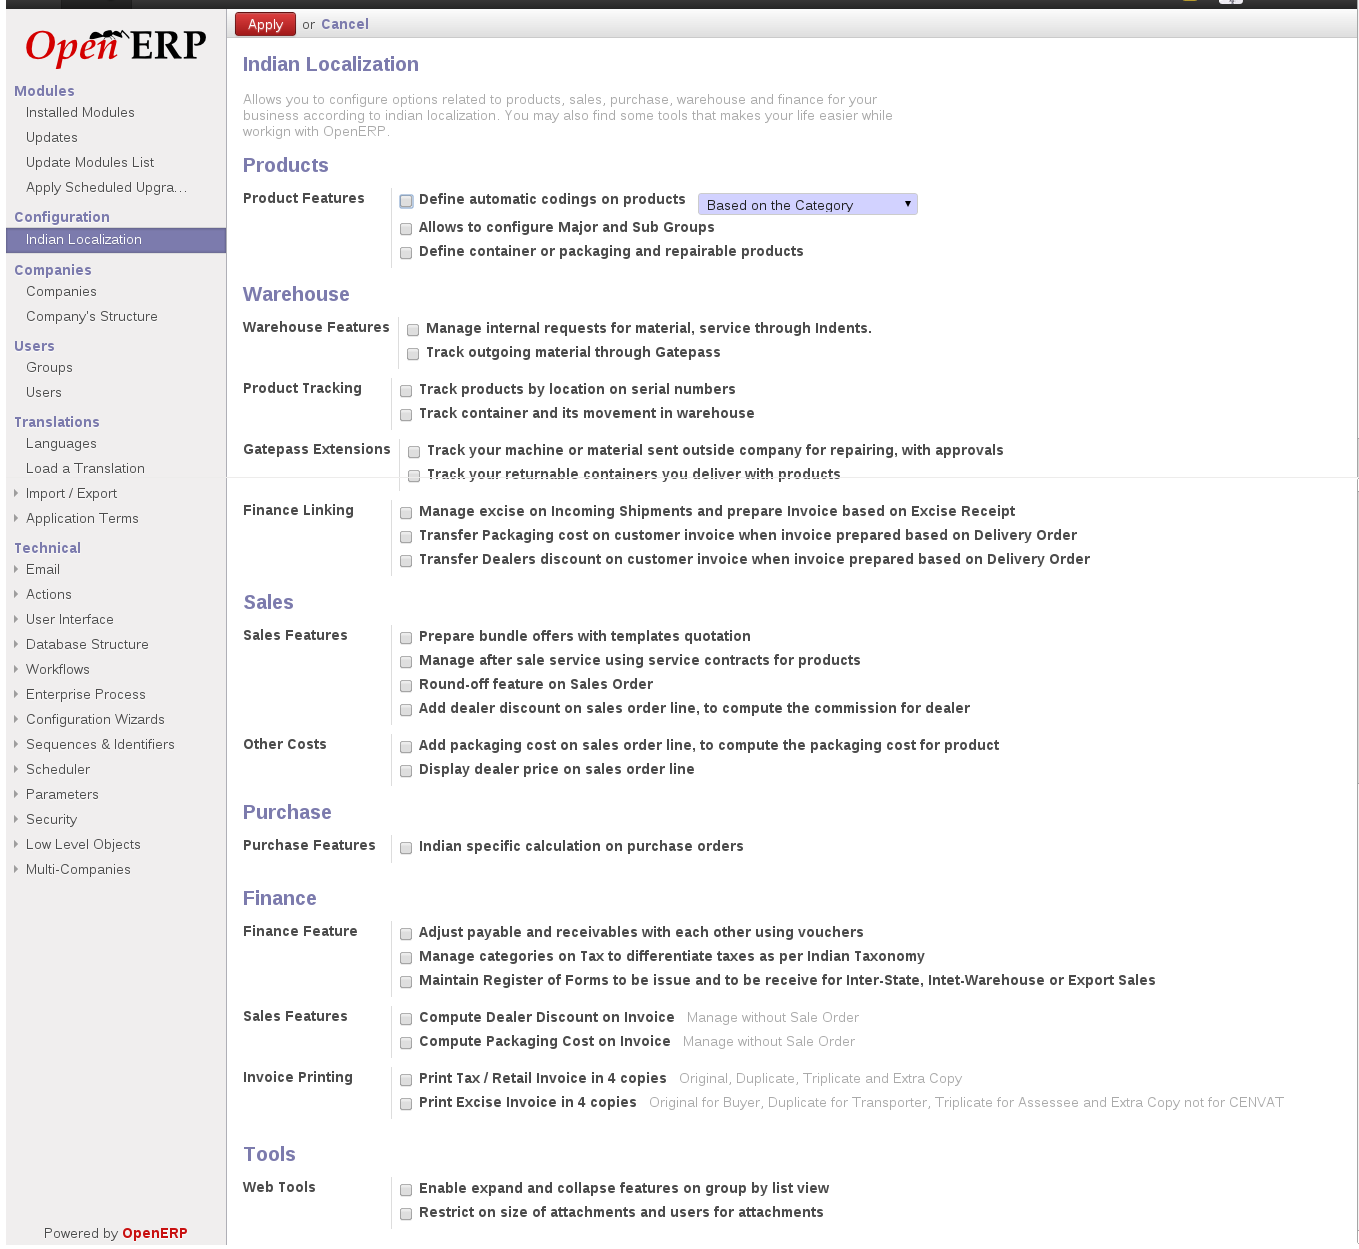 Apply or Cancel
Open ERP
Modules
Installed Modules
Updates
Update Modules List
Apply Scheduled Upgra...
Configuration
Indian Localization
Companies
Companies
Company's Structure
Users
Groups
Users
Translations
Languages
Load a Translation
Import / Export
Application Terms
Technical
Email
Actions
User Interface
Database Structure
Workflows
Enterprise Process
Configuration Wizards
Sequences & Identifiers
Scheduler
Parameters
Security
Low Level Objects
Multi-Companies
Powered by OpenERP
Indian Localization
Allows you to configure options related to products, sales, purchase, warehouse and finance for your
business according to indian localization. You may also find some tools that makes your life easier while
workign with OpenERP.
Products
Product Features Define automatic codings on products Based on the Category
Allows to configure Major and Sub Groups
Define container or packaging and repairable products
Warehouse
Warehouse Features Manage internal requests for material, service through Indents.
Track outgoing material through Gatepass
Product Tracking Track products by location on serial numbers
Track container and its movement in warehouse
Gatepass Extensions Track your machine or material sent outside company for repairing, with approvals
Track your returnable containers you deliver with products
Finance Linking Manage excise on Incoming Shipments and prepare Invoice based on Excise Receipt
Transfer Packaging cost on customer invoice when invoice prepared based on Delivery Order
Transfer Dealers discount on customer invoice when invoice prepared based on Delivery Order
Sales
Sales Features Prepare bundle offers with templates quotation
Manage after sale service using service contracts for products
Round-off feature on Sales Order
Add dealer discount on sales order line, to compute the commission for dealer
Other Costs Add packaging cost on sales order line, to compute the packaging cost for product
Display dealer price on sales order line
Purchase
Purchase Features Indian specific calculation on purchase orders
Finance
Finance Feature Adjust payable and receivables with each other using vouchers
Manage categories on Tax to differentiate taxes as per Indian Taxonomy
Maintain Register of Forms to be issue and to be receive for Inter-State, Intet-Warehouse or Export Sales
Sales Features Compute Dealer Discount on Invoice Manage without Sale Order
Compute Packaging Cost on Invoice Manage without Sale Order
Invoice Printing Print Tax / Retail Invoice in 4 copies Original, Duplicate, Triplicate and Extra Copy
Print Excise Invoice in 4 copies Original for Buyer, Duplicate for Transporter, Triplicate for Assessee and Extra Copy not for CENVAT
Tools
Web Tools Enable expand and collapse features on group by list view
Restrict on size of attachments and users for attachments